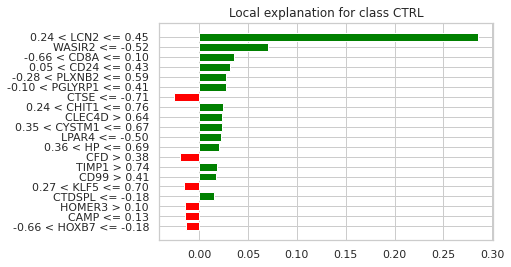 Local explanation for class CTRL
0.24 < LCN2 <= 0.45
WASIR2 <= -0.52
-0.66 < CD8A <= 0.10
0.05 < CD24 <= 0.43
-0.28 < PLXNB2 <= 0.59
-0.10 < PGLYRP1 <= 0.41
CTSE <= -0.71
0.24 < CHIT1 <= 0.76
CLEC4D > 0.64
0.35 < CYSTM1 <= 0.67
LPAR4 <= -0.50
0.36 < HP <= 0.69
CFD > 0.38
TIMP1 > 0.74
CD99 > 0.41
0.27 < KLF5 <= 0.70
CTDSPL <= -0.18
HOMER3 > 0.10
CAMP <= 0.13
-0.66 < HOXB7 <= -0.18
0.00 0.05 0.10 0.15 0.20 0.25 0.30